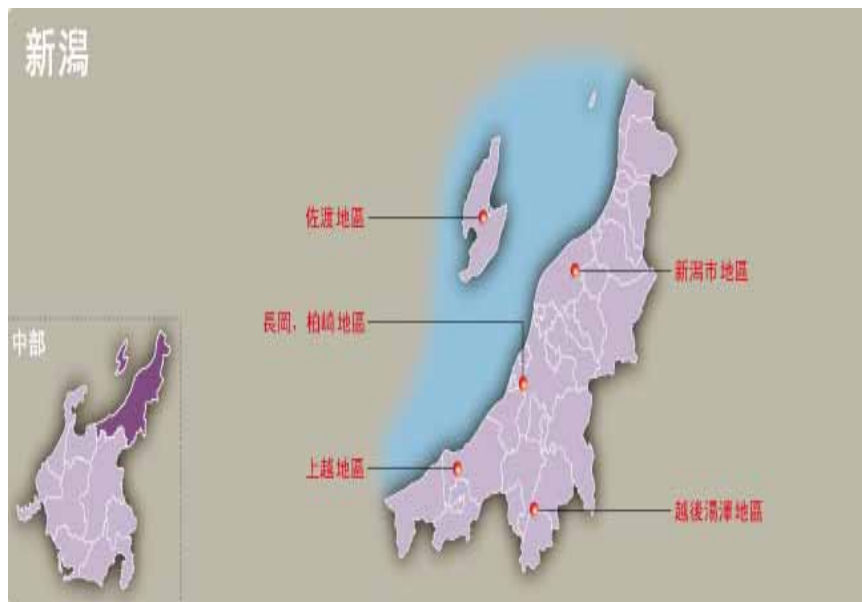 新潟
佐渡地區
新潟市地區
長岡，柏崎地區
中部
上越地區
越後湯澤地區